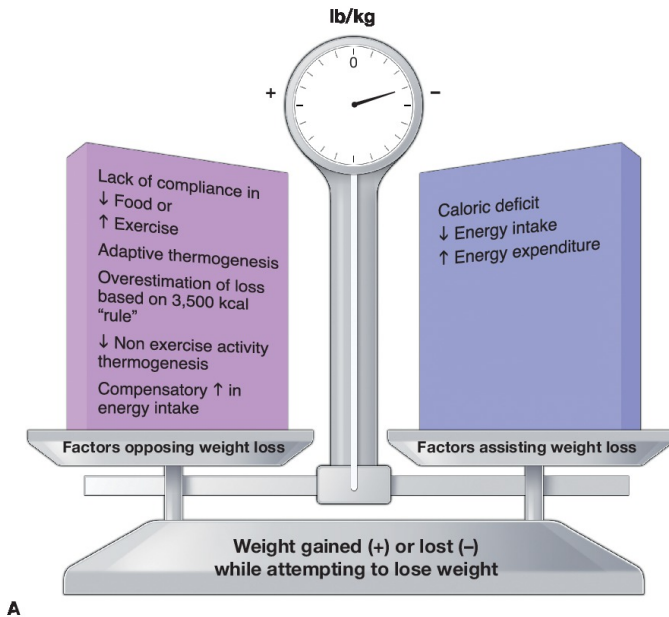 lb/kg
0
+
−
Lack of compliance in
↓ Food or
↑ Exercise
Adaptive thermogenesis
Overestimation of loss
based on 3,500 kcal
“rule”
↓ Non exercise activity
thermogenesis
Compensatory ↑ in
energy intake
Caloric deficit
↓ Energy intake
↑ Energy expenditure
Factors opposing weight loss
Factors assisting weight loss
Weight gained (+) or lost (–)
while attempting to lose weight
A